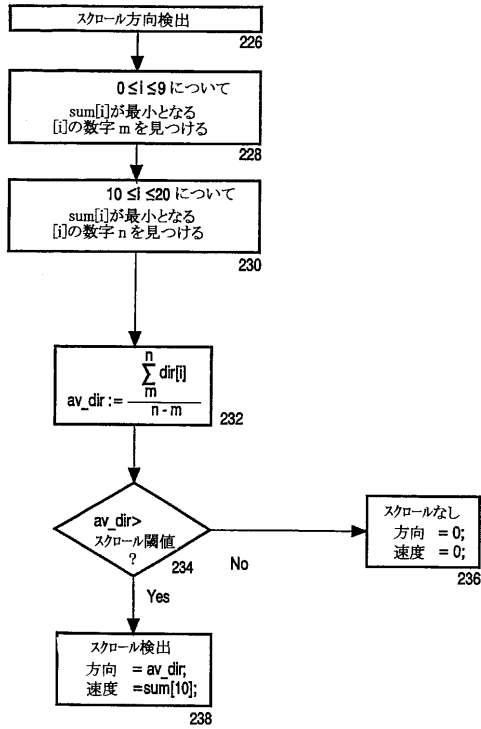 スクロール方向検出
226
0≤i≤9について
sum[i]が最小となる
[i]の数字 m を見つける
228
10≤i≤20について
sum[i]が最小となる
[i]の数字 n を見つける
230
n
∑ dir[i]
m
av_dir :=
n - m
232
av_dir>
スクロール閾値
?
234
No
Yes
スクロールなし
方向 = 0;
速度 = 0;
236
スクロール検出
方向 = av_dir;
速度 =sum[10];
238